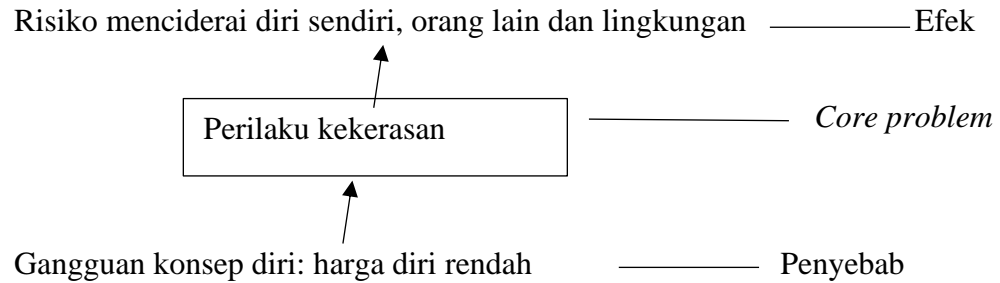 Risiko menciderai diri sendiri, orang lain dan lingkungan Efek
Perilaku kekerasan Core problem
Gangguan konsep diri: harga diri rendah Penyebab